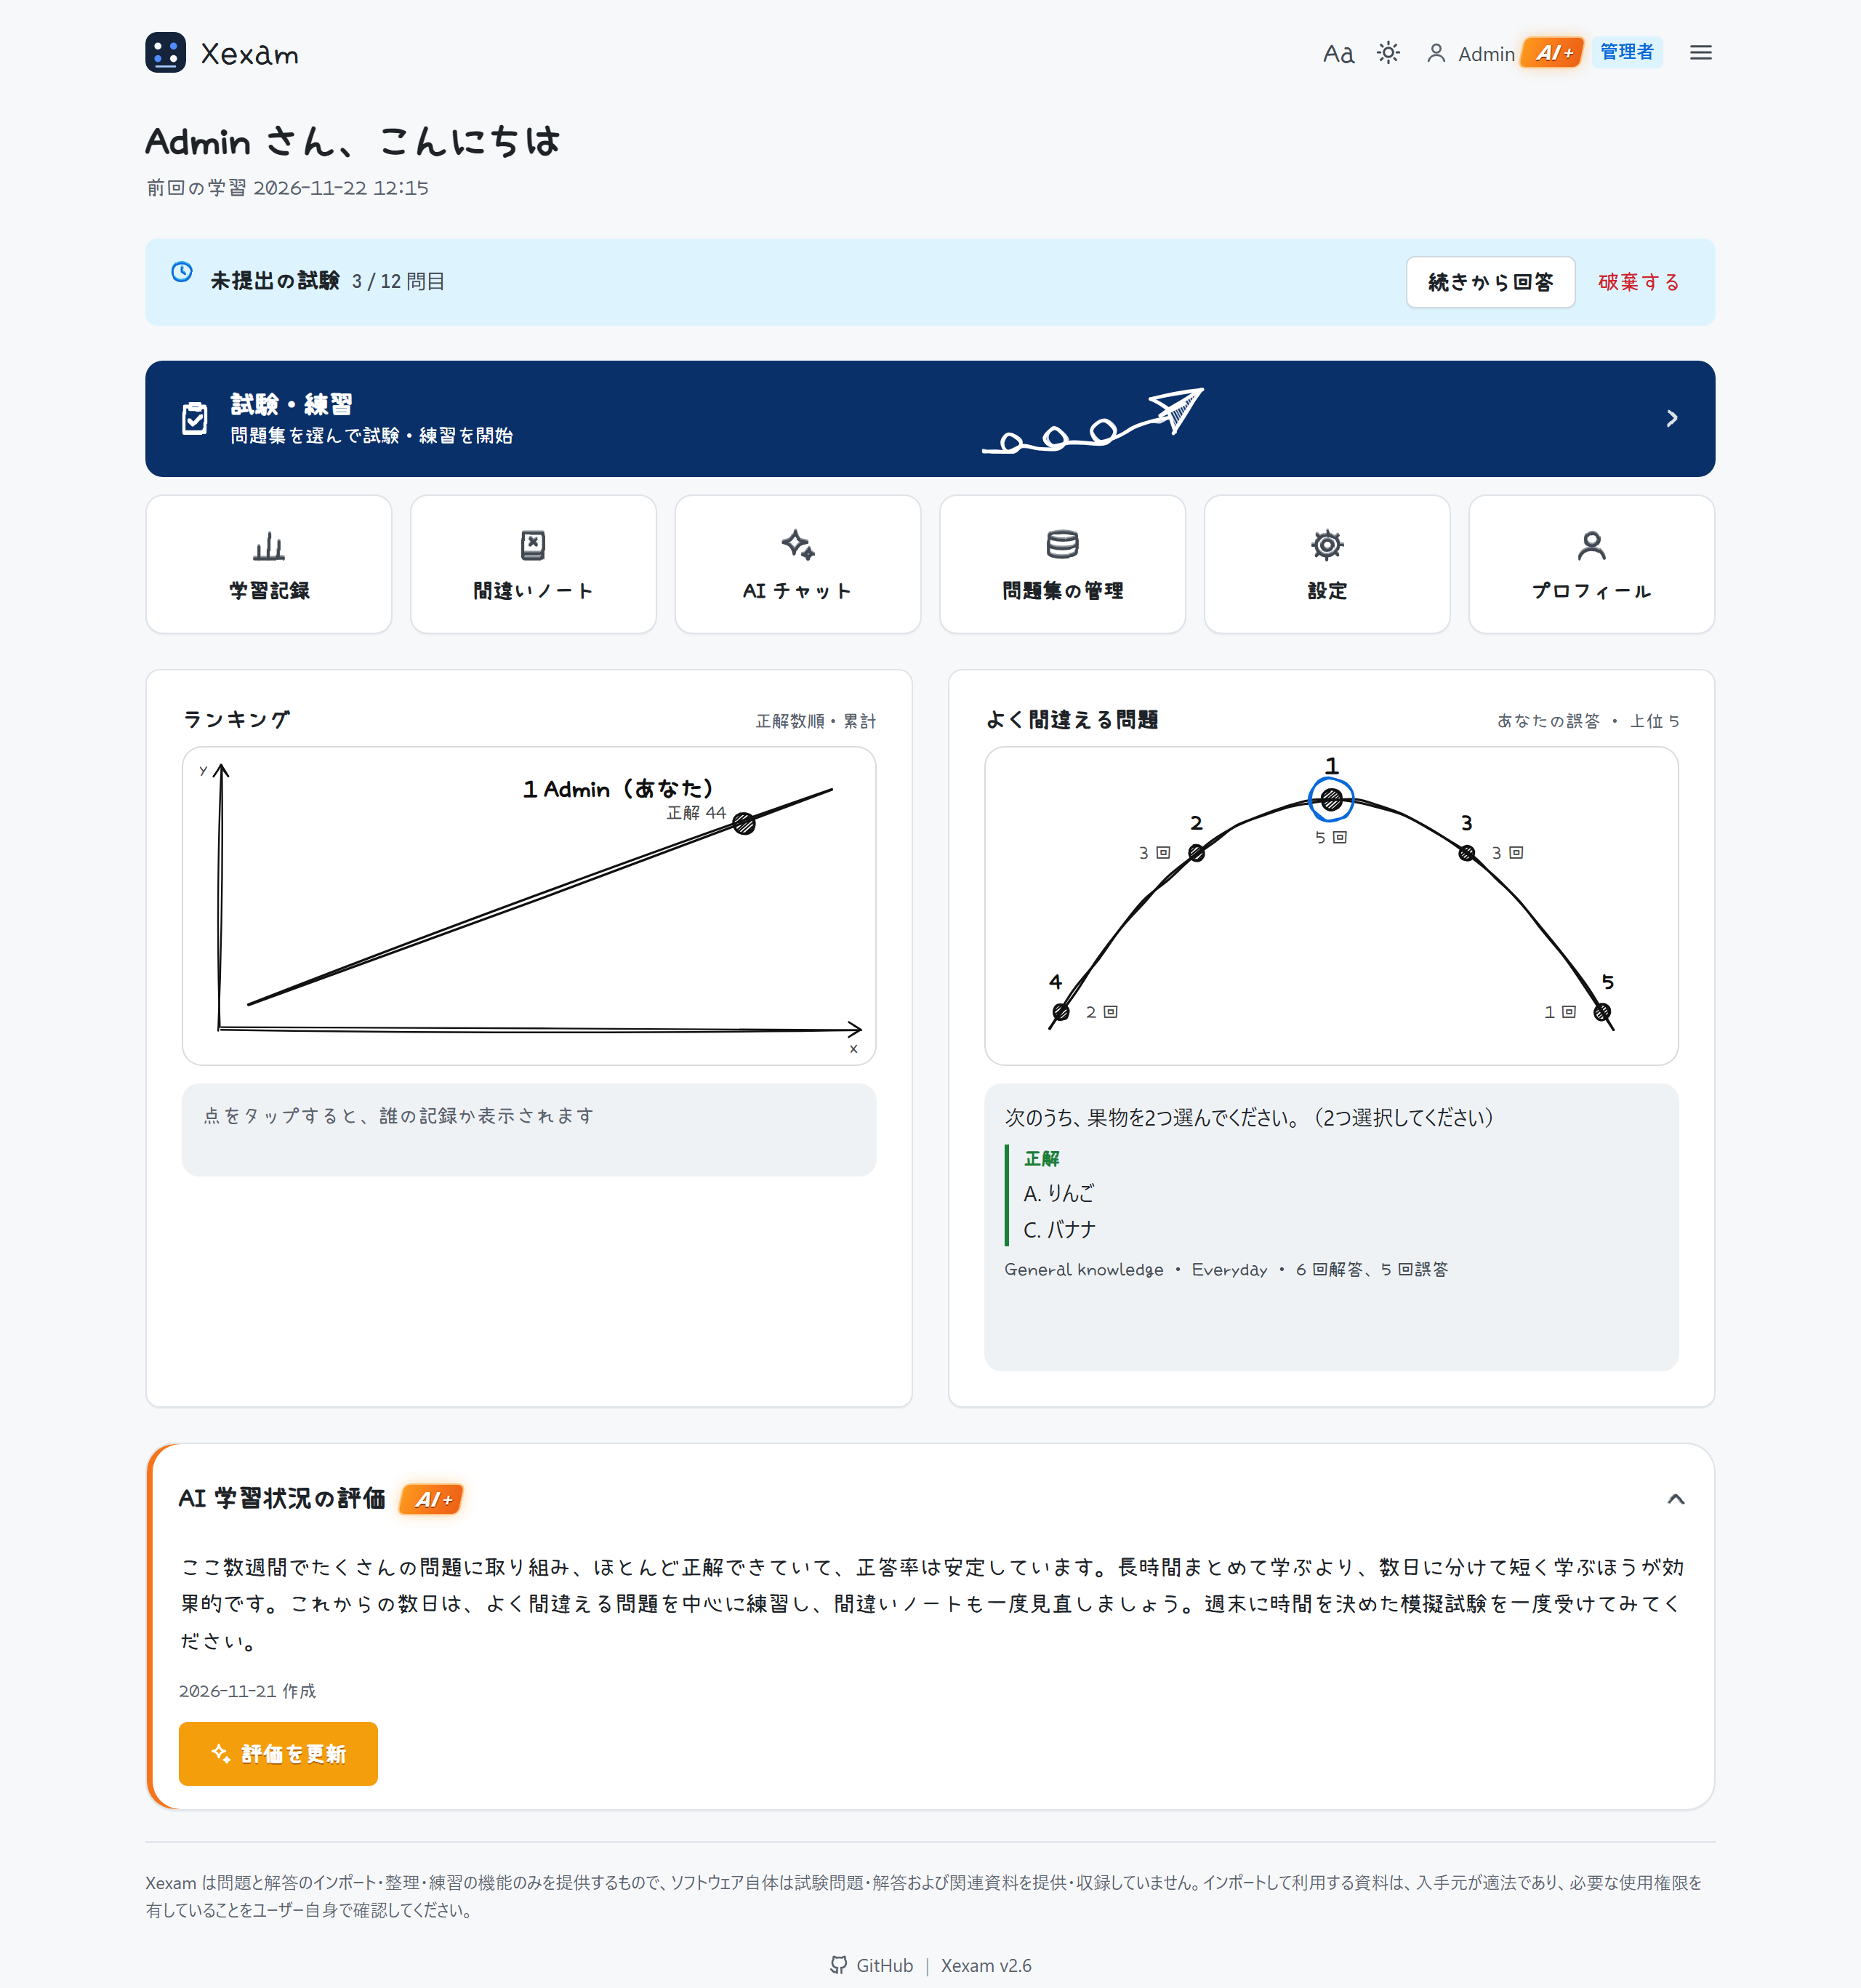 Xexam
Aa Admin AI+ 管理者
Admin さん、こんにちは
前回の学習 2026-11-22 12:15
未提出の試験 3 / 12 問目
続きから回答 破棄する
試験・練習
問題集を選んで試験・練習を開始
学習記録
間違いノート
AI チャット
問題集の管理
設定
プロフィール
ランキング 正解数順・累計
y
1 Admin（あなた）
正解 44
x
点をタップすると、誰の記録か表示されます
よく間違える問題 あなたの誤答 ・ 上位 5
1
5 回
2
3 回
3
3 回
4
2 回
5
1 回
次のうち、果物を2つ選んでください。（2つ選択してください）
正解
A. りんご
C. バナナ
General knowledge ・ Everyday ・ 6 回解答、5 回誤答
AI 学習状況の評価 AI+
ここ数週間でたくさんの問題に取り組み、ほとんど正解できていて、正答率は安定しています。長時間まとめて学ぶより、数日に分けて短く学ぶほうが効
果的です。これからの数日は、よく間違える問題を中心に練習し、間違いノートも一度見直しましょう。週末に時間を決めた模擬試験を一度受けてみてく
ださい。
2026-11-21 作成
評価を更新
Xexam は問題と解答のインポート・整理・練習の機能のみを提供するもので、ソフトウェア自体は試験問題・解答および関連資料を提供・収録していません。インポートして利用する資料は、入手元が適法であり、必要な使用権限を
有していることをユーザー自身で確認してください。
GitHub | Xexam v2.6